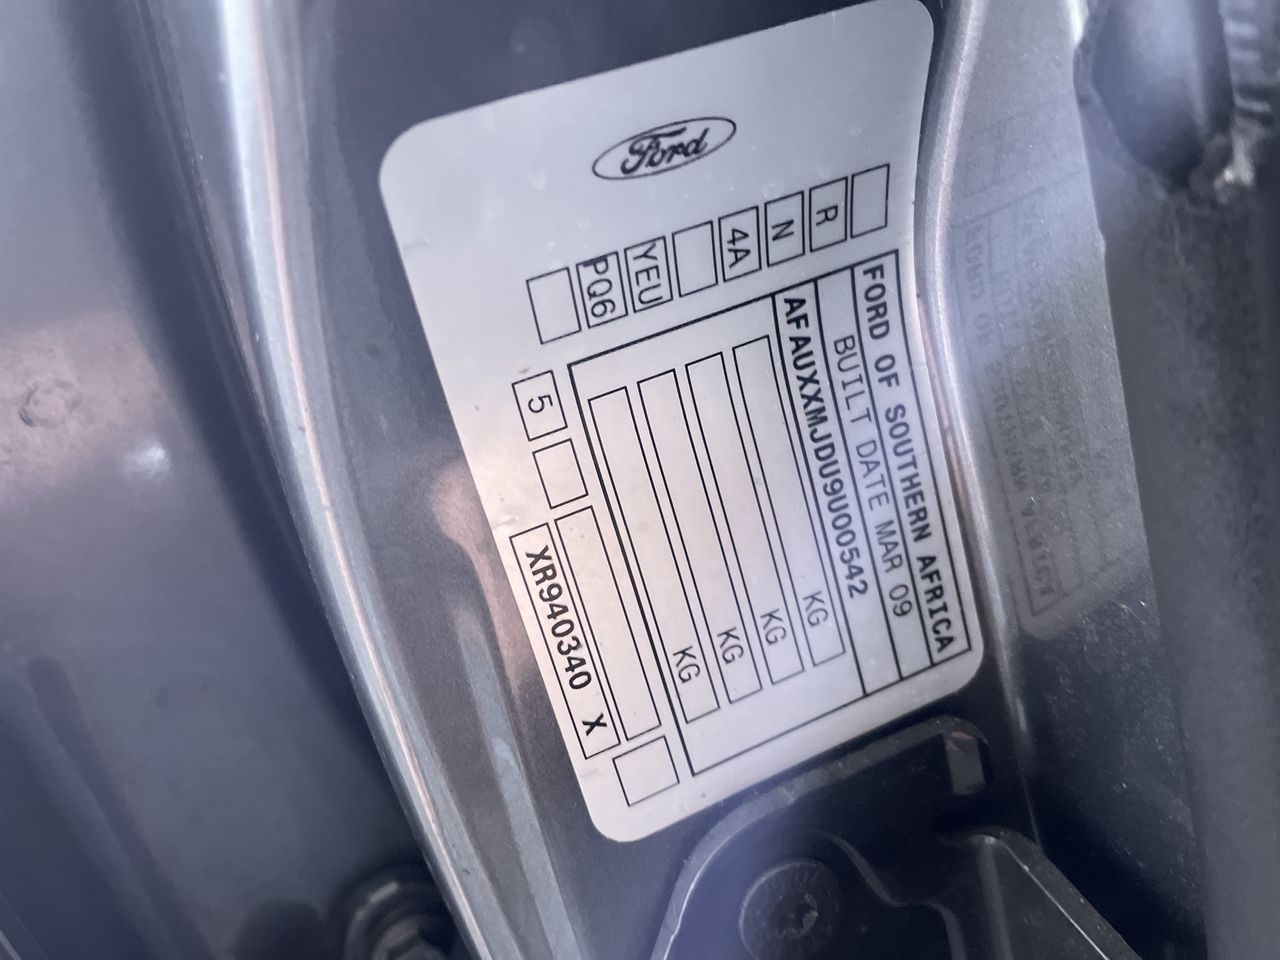 Ford
R
N
4A
YEU
PQ6
FORD OF SOUTHERN AFRICA
BUILT DATE MAR 09
AFAUXXMJDU9U00542
KG
KG
KG
KG
5
XR940340 X